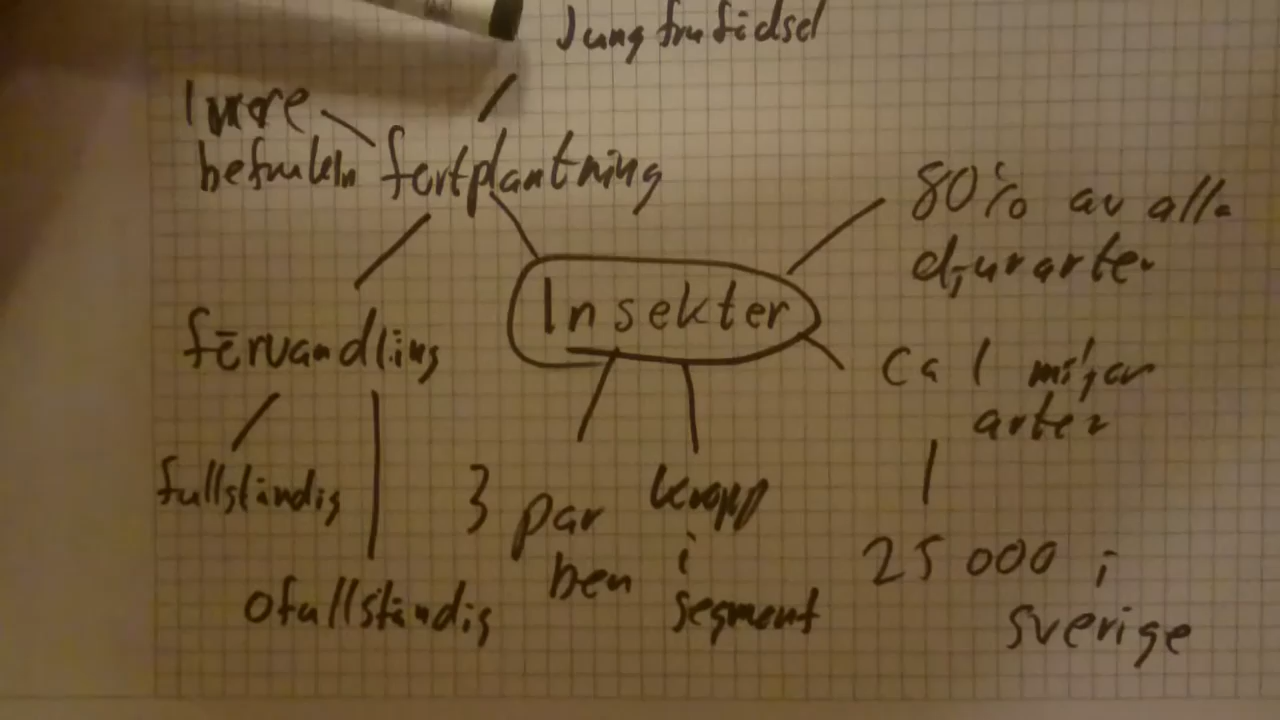 Jungfrufödsel
Inre
befruktn
fortplantning
80% av alla
djurarter
Insekter
förvandling
ca 1 miljon
arter
fullständig
3 par
ben
kropp
i
segment
25 000 i
sverige
ofullständig